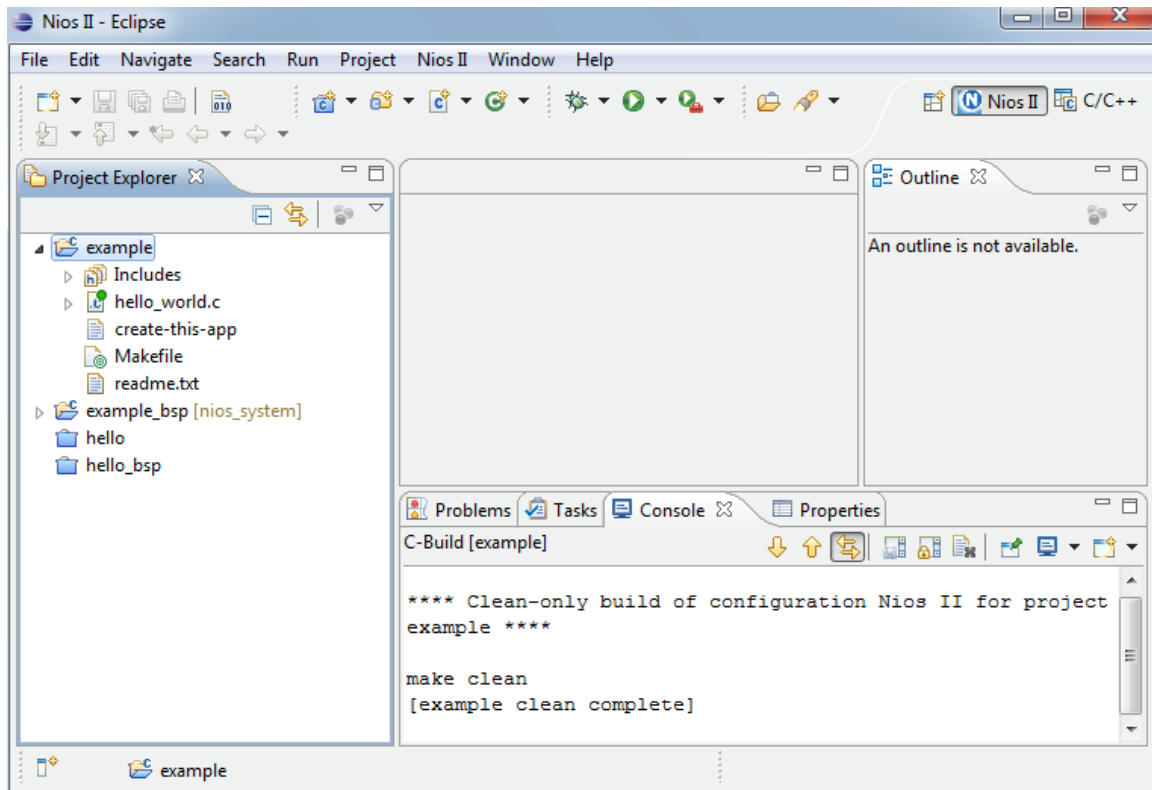 Nios II - Eclipse
File Edit Navigate Search Run Project Nios II Window Help
010
Nios II C/C++
Project Explorer
Outline
example
An outline is not available.
Includes
hello_world.c
create-this-app
Makefile
readme.txt
example_bsp [nios_system]
hello
hello_bsp
Problems Tasks Console Properties
C-Build [example]
**** Clean-only build of configuration Nios II for project
example ****
make clean
[example clean complete]
example